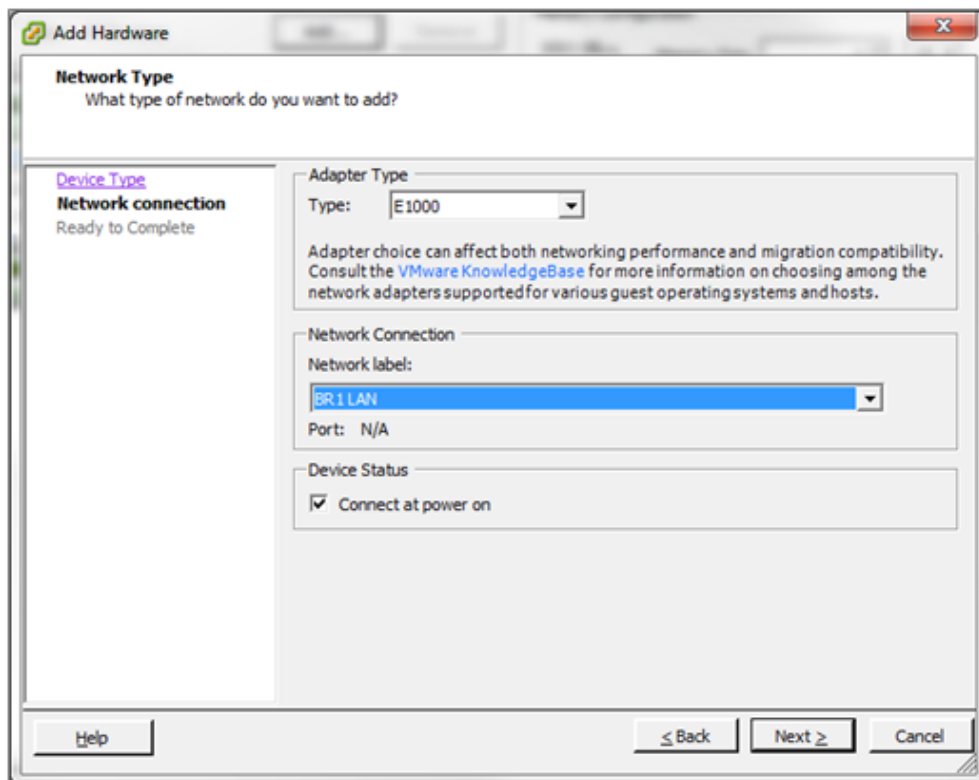 Add Hardware
Network Type
What type of network do you want to add?
Device Type
Network connection
Ready to Complete
Adapter Type
Type: E1000
Adapter choice can affect both networking performance and migration compatibility.
Consult the VMware KnowledgeBase for more information on choosing among the
network adapters supported for various guest operating systems and hosts.
Network Connection
Network label:
BR1 LAN
Port: N/A
Device Status
Connect at power on
Help
≤ Back
Next ≥
Cancel